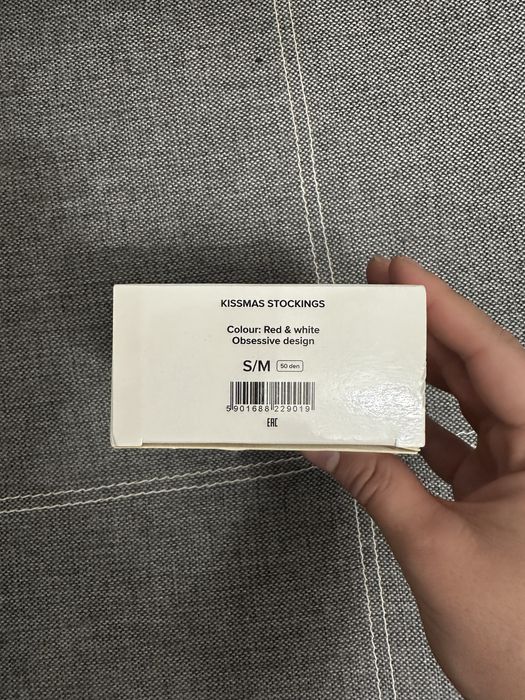 KISSMAS STOCKINGS
Colour: Red & white
Obsessive design
S/M 50 den
5 901688 229019
EAC